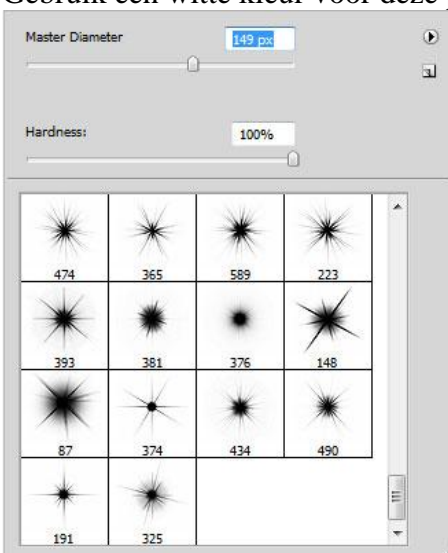 Gebruik een witte kleur voor deze
Master Diameter 149 px
Hardness: 100%
474 365 589 223
393 381 376 148
87 374 434 490
191 325